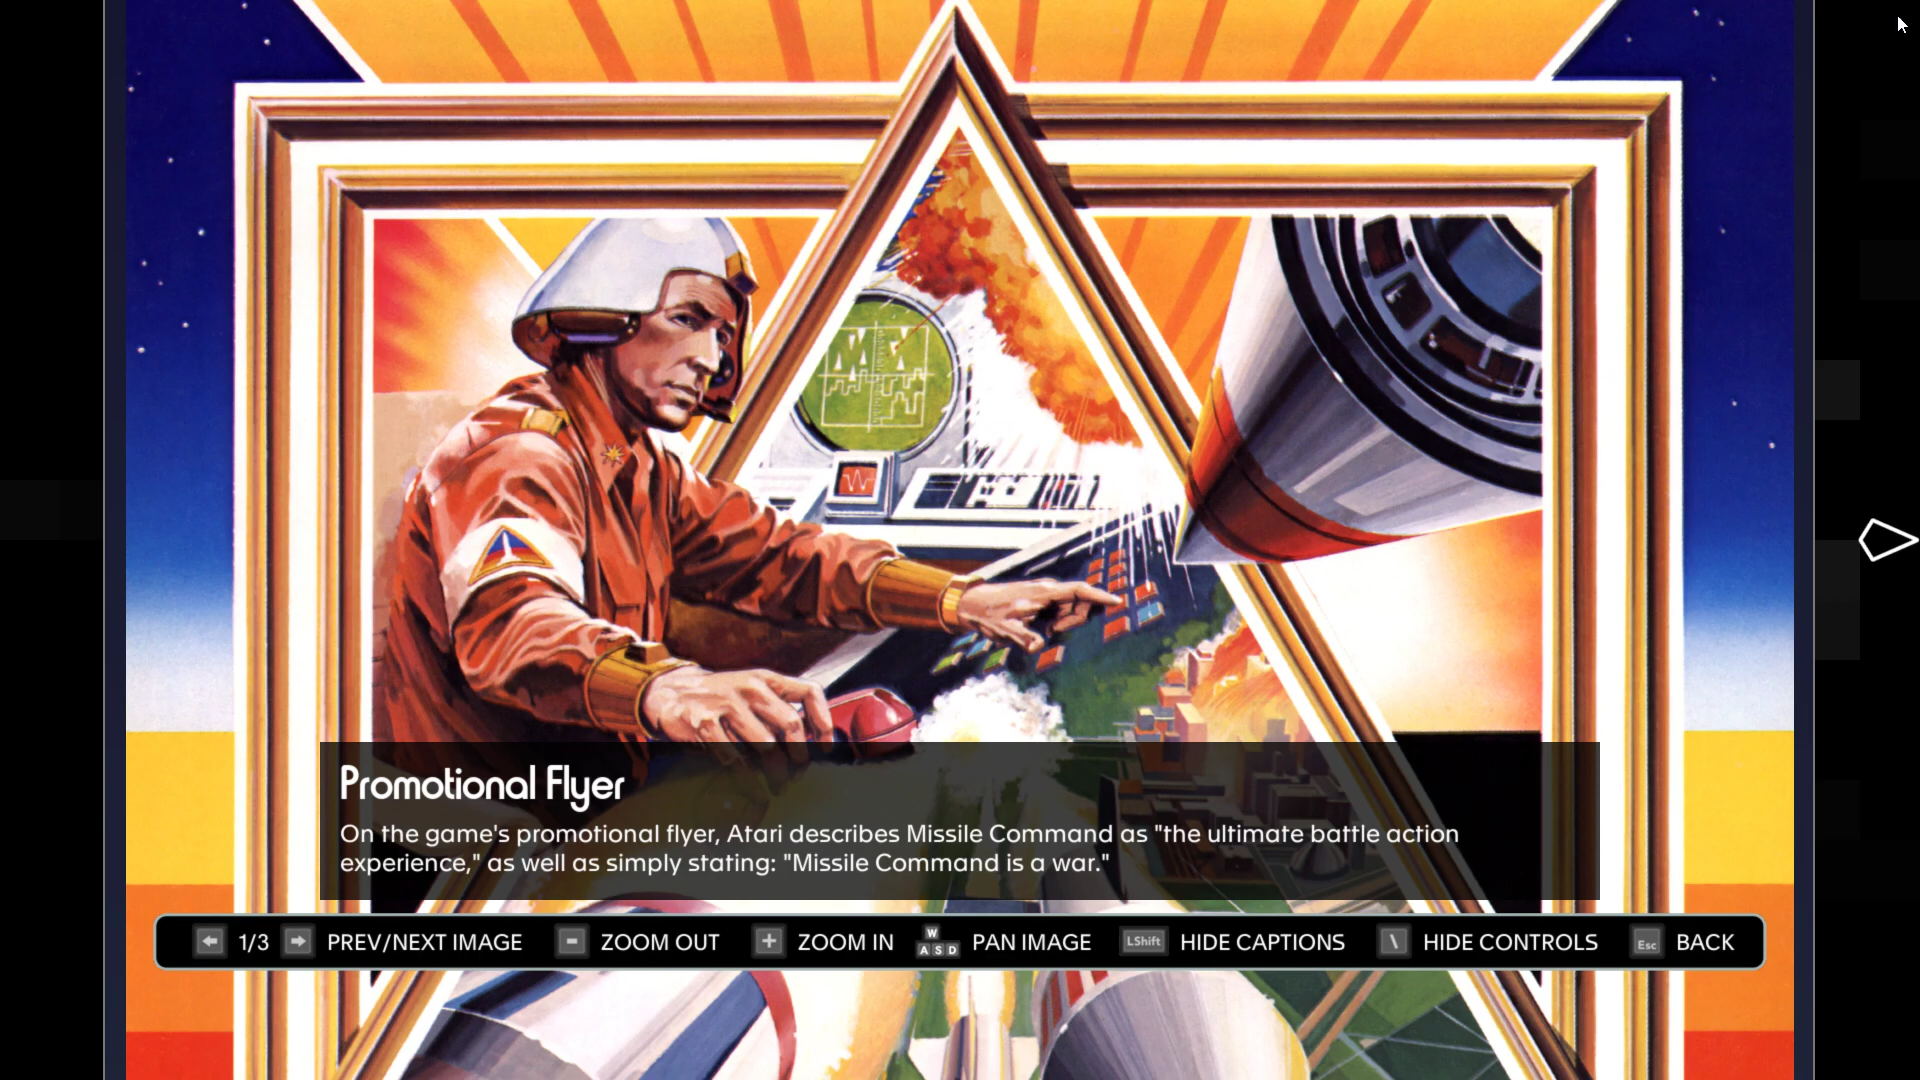 Promotional Flyer
On the game's promotional flyer, Atari describes Missile Command as "the ultimate battle action
experience," as well as simply stating: "Missile Command is a war."
1/3 PREV/NEXT IMAGE - ZOOM OUT + ZOOM IN W A S D PAN IMAGE LShift HIDE CAPTIONS \ HIDE CONTROLS Esc BACK